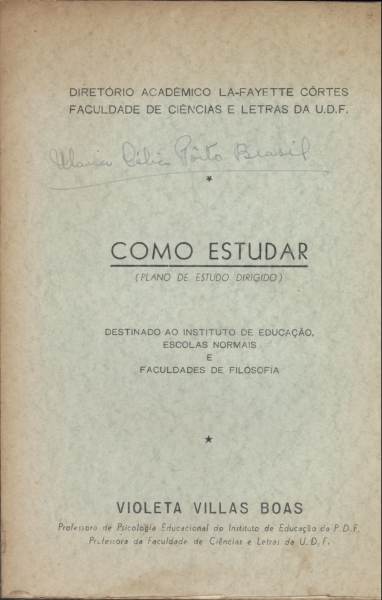 DIRETÓRIO ACADÊMICO LA-FAYETTE CÔRTES
FACULDADE DE CIÊNCIAS E LETRAS DA U.D.F.
Maria Célia Pôrto Brasil
COMO ESTUDAR
(PLANO DE ESTUDO DIRIGIDO)
DESTINADO AO INSTITUTO DE EDUCAÇÃO,
ESCOLAS NORMAIS
E
FACULDADES DE FILOSOFIA
VIOLETA VILLAS BOAS
Professora de Psicologia Educacional do Instituto de Educação da P.D.F.
Professora da Faculdade de Ciências e Letras da U.D.F.